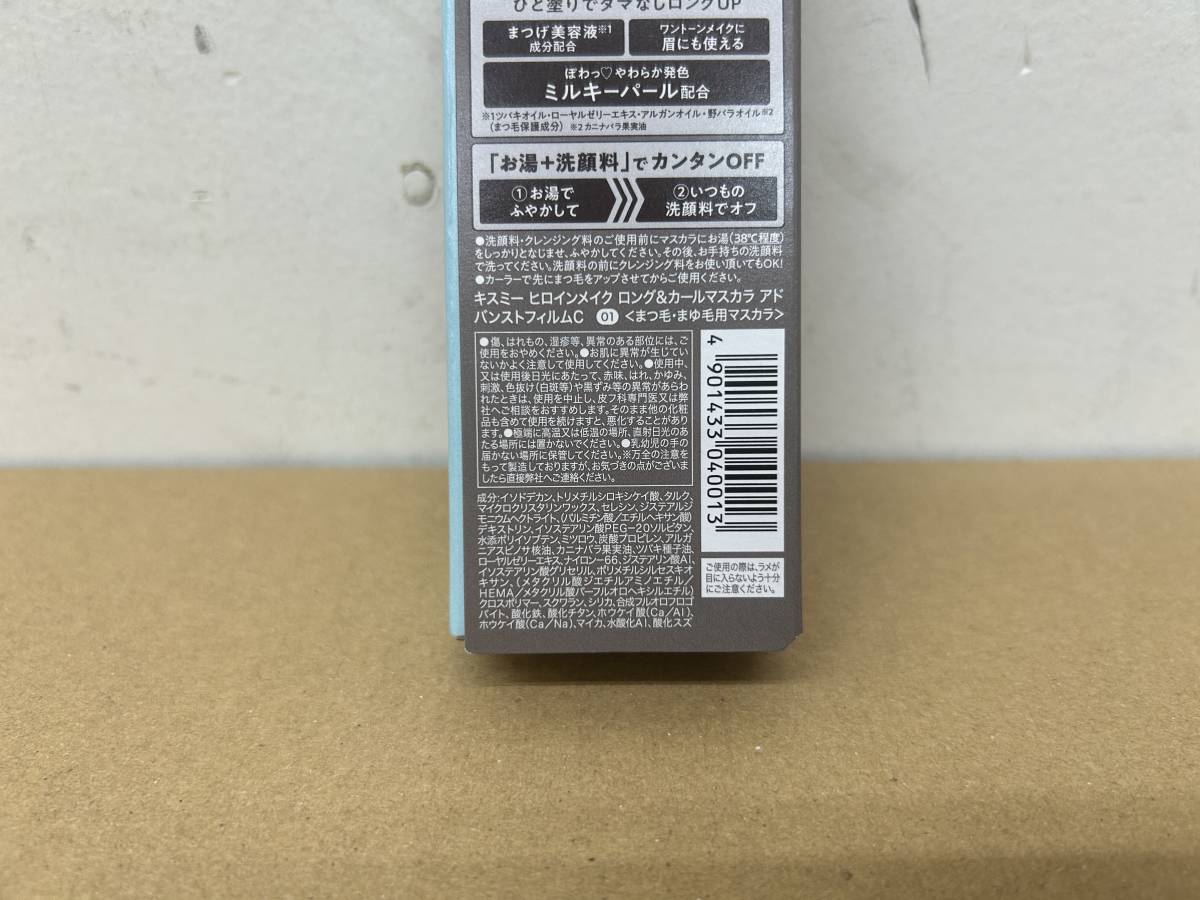 ひと塗りでダマなしロングUP
まつげ美容液※1
成分配合
ワントーンメイクに
眉にも使える
ぽわっ♡やわらか発色
ミルキーパール配合
※1ツバキオイル・ローヤルゼリーエキス・アルガンオイル・野バラオイル※2
(まつ毛保護成分) ※2 カニナバラ果実油
「お湯+洗顔料」でカンタンOFF
①お湯で
ふやかして
②いつもの
洗顔料でオフ
●洗顔料・クレンジング料のご使用前にマスカラにお湯(38℃程度)
をしっかりとなじませ、ふやかしてください。その後、お手持ちの洗顔料
で洗ってください。洗顔料の前にクレンジング料をお使い頂いてもOK!
●カーラーで先にまつ毛をアップさせてからご使用ください。
キスミー ヒロインメイク ロング&カールマスカラ アド
バンストフィルムC 01 <まつ毛・まゆ毛用マスカラ>
●傷、はれもの、湿疹等、異常のある部位には、ご
使用をおやめください。●お肌に異常が生じてい
ないかよく注意して使用してください。●使用中、
又は使用後日光にあたって、赤味、はれ、かゆみ、
刺激、色抜け(白斑等)や黒ずみ等の異常があらわ
れたときは、使用を中止し、皮フ科専門医又は弊
社へご相談をおすすめします。そのまま他の化粧
品も含めて使用を続けますと、悪化することがあり
ます。●極端に高温又は低温の場所、直射日光のあ
たる場所には置かないでください。●乳幼児の手の
届かない場所に保管してください。※万全の注意を
もって製造しておりますが、お気づきの点がございま
したら直接弊社へご連絡ください。
4 901433 040013
成分:イソドデカン、トリメチルシロキシケイ酸、タルク、
マイクロクリスタリンワックス、セレシン、ジステアルジ
モニウムヘクトライト、(パルミチン酸/エチルヘキサン酸)
デキストリン、イソステアリン酸PEG-20ソルビタン、
水添ポリイソブテン、ミツロウ、炭酸プロピレン、アルガ
ニアスピノサ核油、カニナバラ果実油、ツバキ種子油、
ローヤルゼリーエキス、ナイロン-66、ジステアリン酸Al、
イソステアリン酸グリセリル、ポリメチルシルセスキオ
キサン、(メタクリル酸ジエチルアミノエチル/
HEMA/メタクリル酸パーフルオロヘキシルエチル)
クロスポリマー、スクワラン、シリカ、合成フルオロフロゴ
パイト、酸化鉄、酸化チタン、ホウケイ酸(Ca/Al)、
ホウケイ酸(Ca/Na)、マイカ、水酸化Al、酸化スズ
ご使用の際は、ラメが
目に入らないよう十分
にご注意ください。